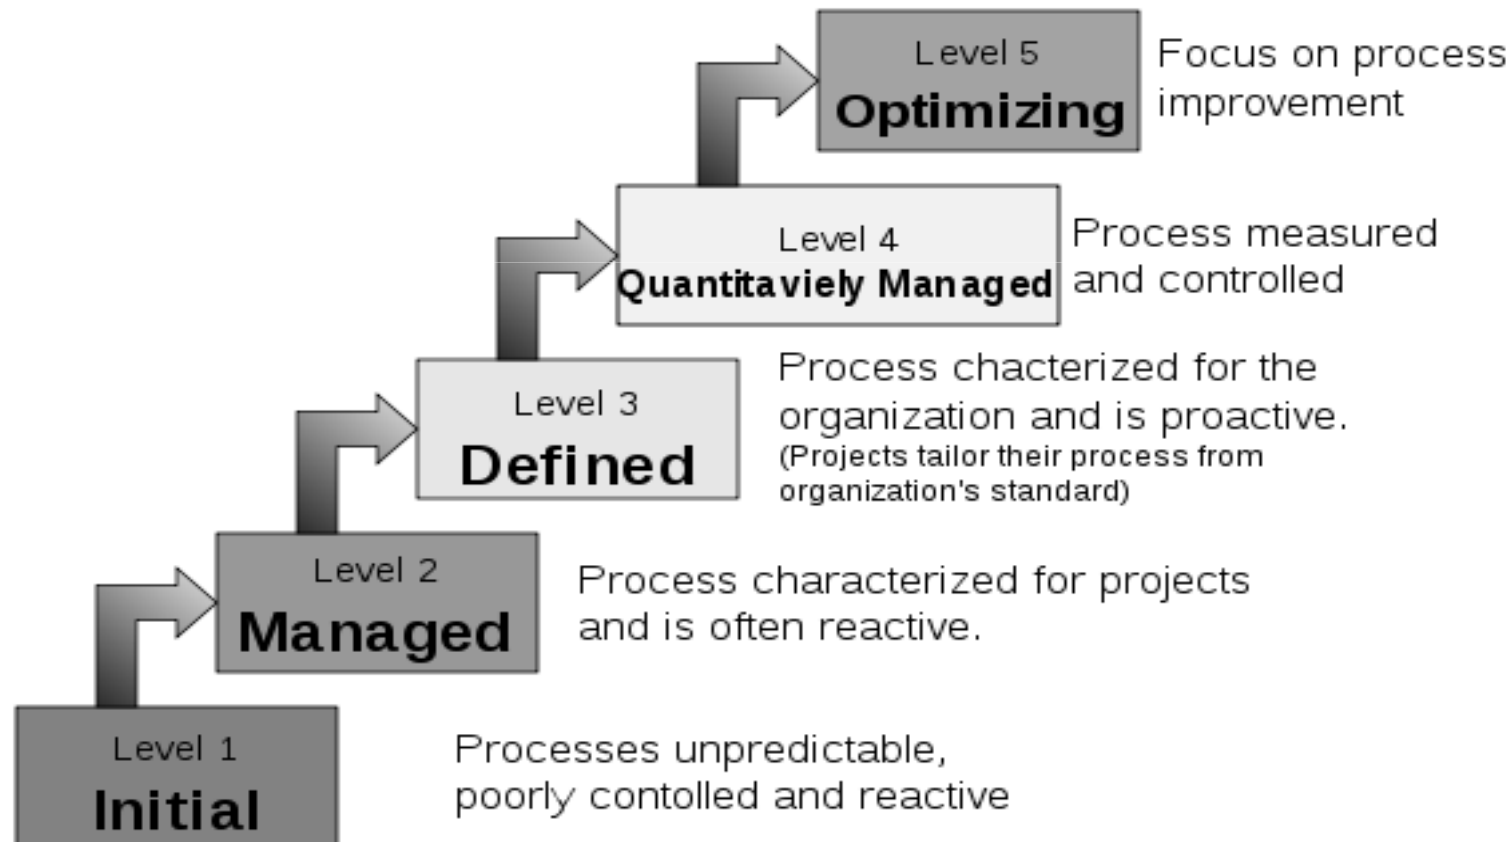 Level 5
Optimizing
Focus on process
improvement
Level 4
Quantitaviely Managed
Process measured
and controlled
Level 3
Defined
Process chacterized for the
organization and is proactive.
(Projects tailor their process from
organization's standard)
Level 2
Managed
Process characterized for projects
and is often reactive.
Level 1
Initial
Processes unpredictable,
poorly contolled and reactive